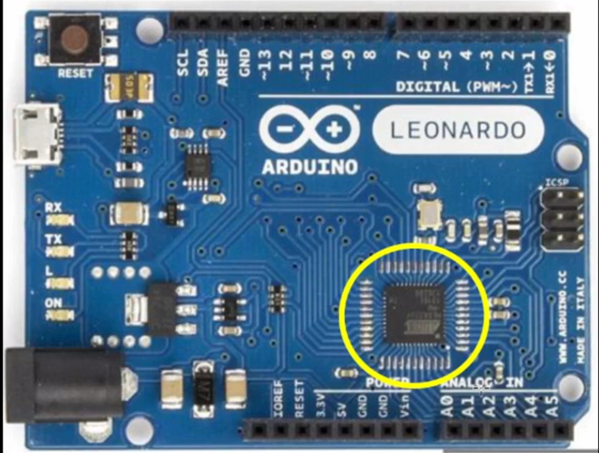 RESET
SCL
SDA
AREF
GND
~13
12
~11
~10
~9
8
7
~6
~5
4
~3
2
TX→1
RX←0
DIGITAL (PWM~)
LEONARDO
ARDUINO
ICSP
RX
TX
L
ON
WWW.ARDUINO.CC
MADE IN ITALY
POWER
ANALOG IN
IOREF
RESET
3.3V
5V
GND
GND
Vin
A0
A1
A2
A3
A4
A5